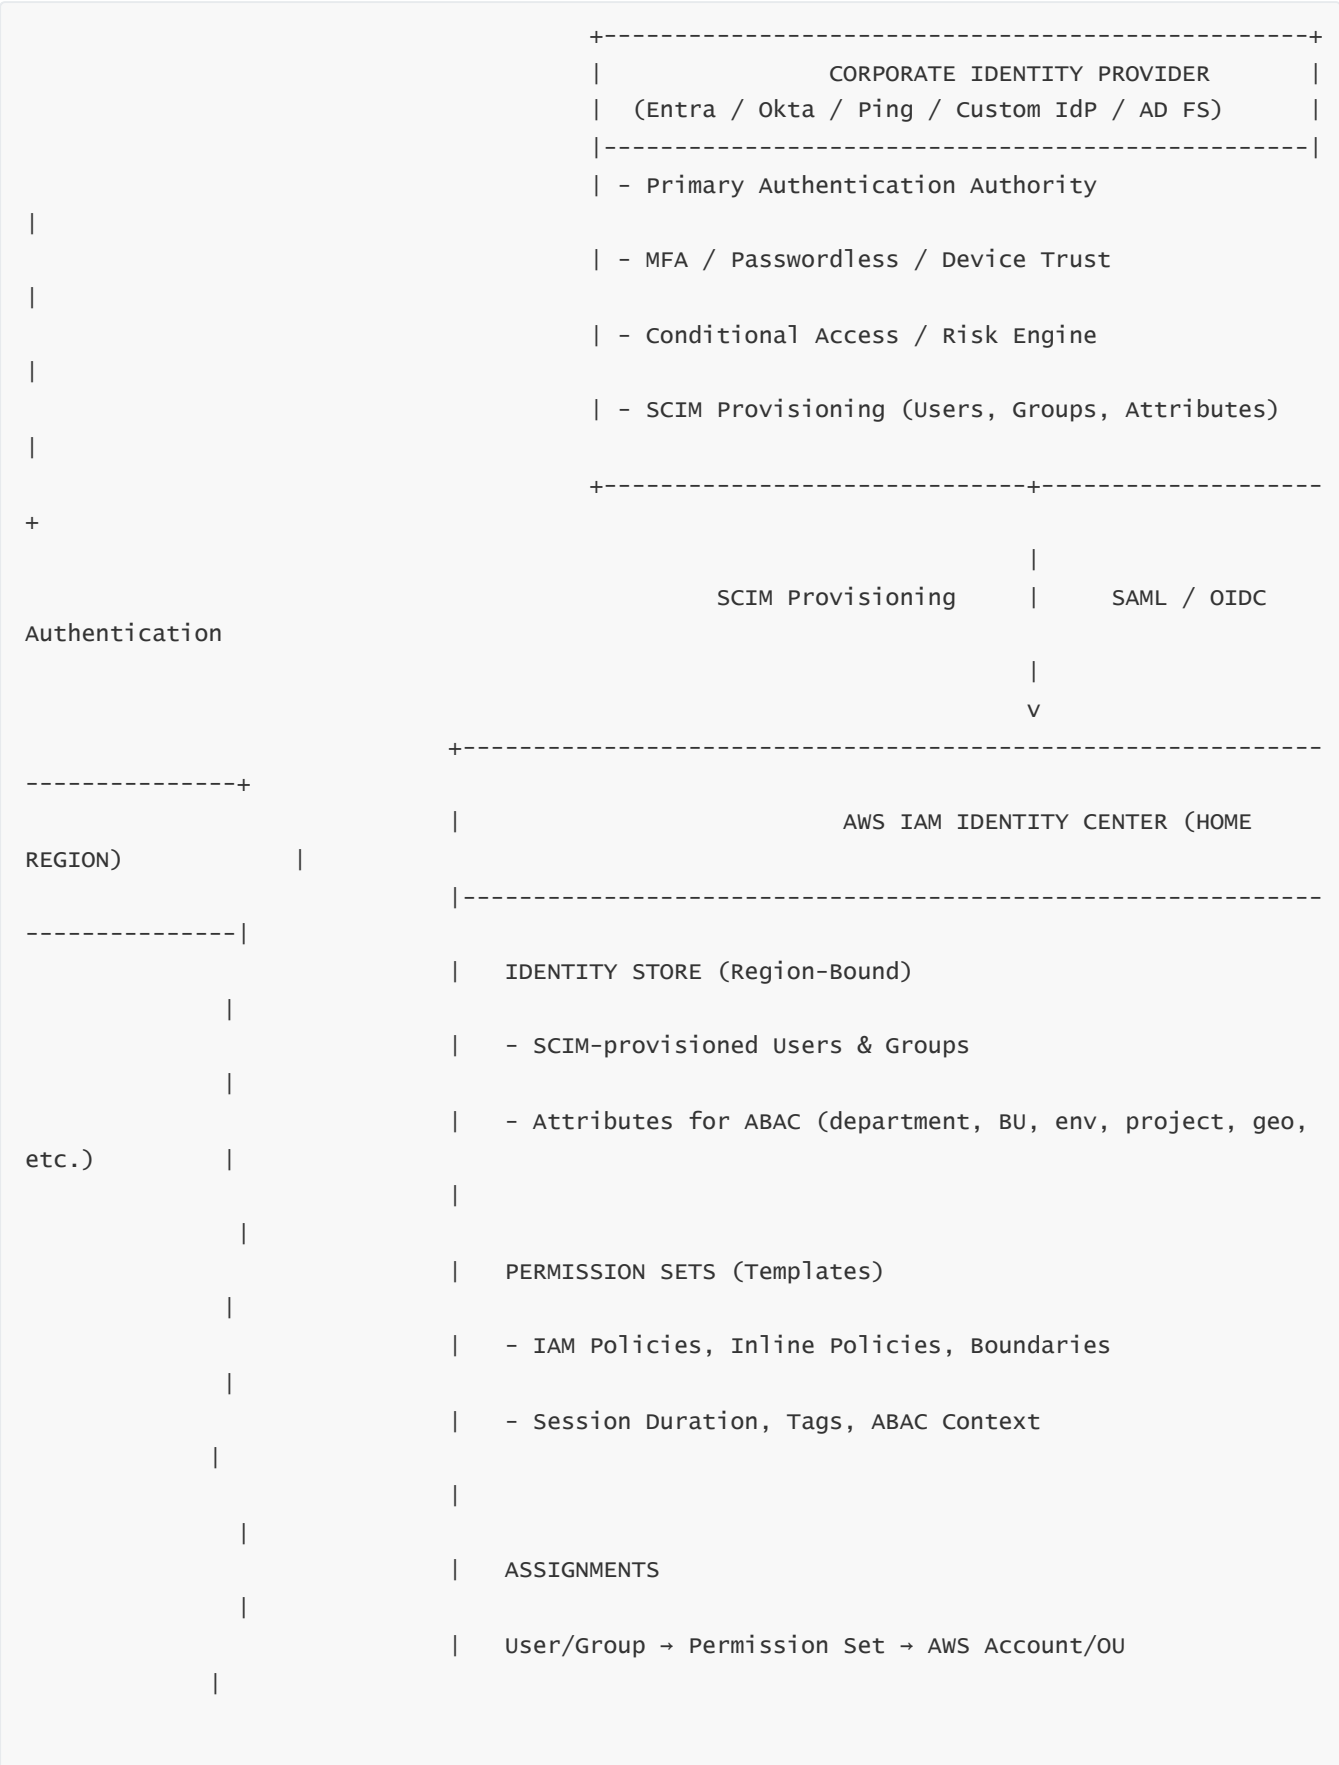 +--------------------------------------------------+
|                CORPORATE IDENTITY PROVIDER       |
|  (Entra / Okta / Ping / Custom IdP / AD FS)      |
|--------------------------------------------------|
| - Primary Authentication Authority
|
| - MFA / Passwordless / Device Trust
|
| - Conditional Access / Risk Engine
|
| - SCIM Provisioning (Users, Groups, Attributes)
|
+------------------------------+--------------------
+
|
SCIM Provisioning     |     SAML / OIDC
Authentication
|
v
+-------------------------------------------------------------
---------------+
|                           AWS IAM IDENTITY CENTER (HOME
REGION)            |
|-------------------------------------------------------------
---------------|
|   IDENTITY STORE (Region-Bound)
|
|   - SCIM-provisioned Users & Groups
|
|   - Attributes for ABAC (department, BU, env, project, geo,
etc.)         |
|
|
|   PERMISSION SETS (Templates)
|
|   - IAM Policies, Inline Policies, Boundaries
|
|   - Session Duration, Tags, ABAC Context
|
|
|
|   ASSIGNMENTS
|
|   User/Group → Permission Set → AWS Account/OU
|